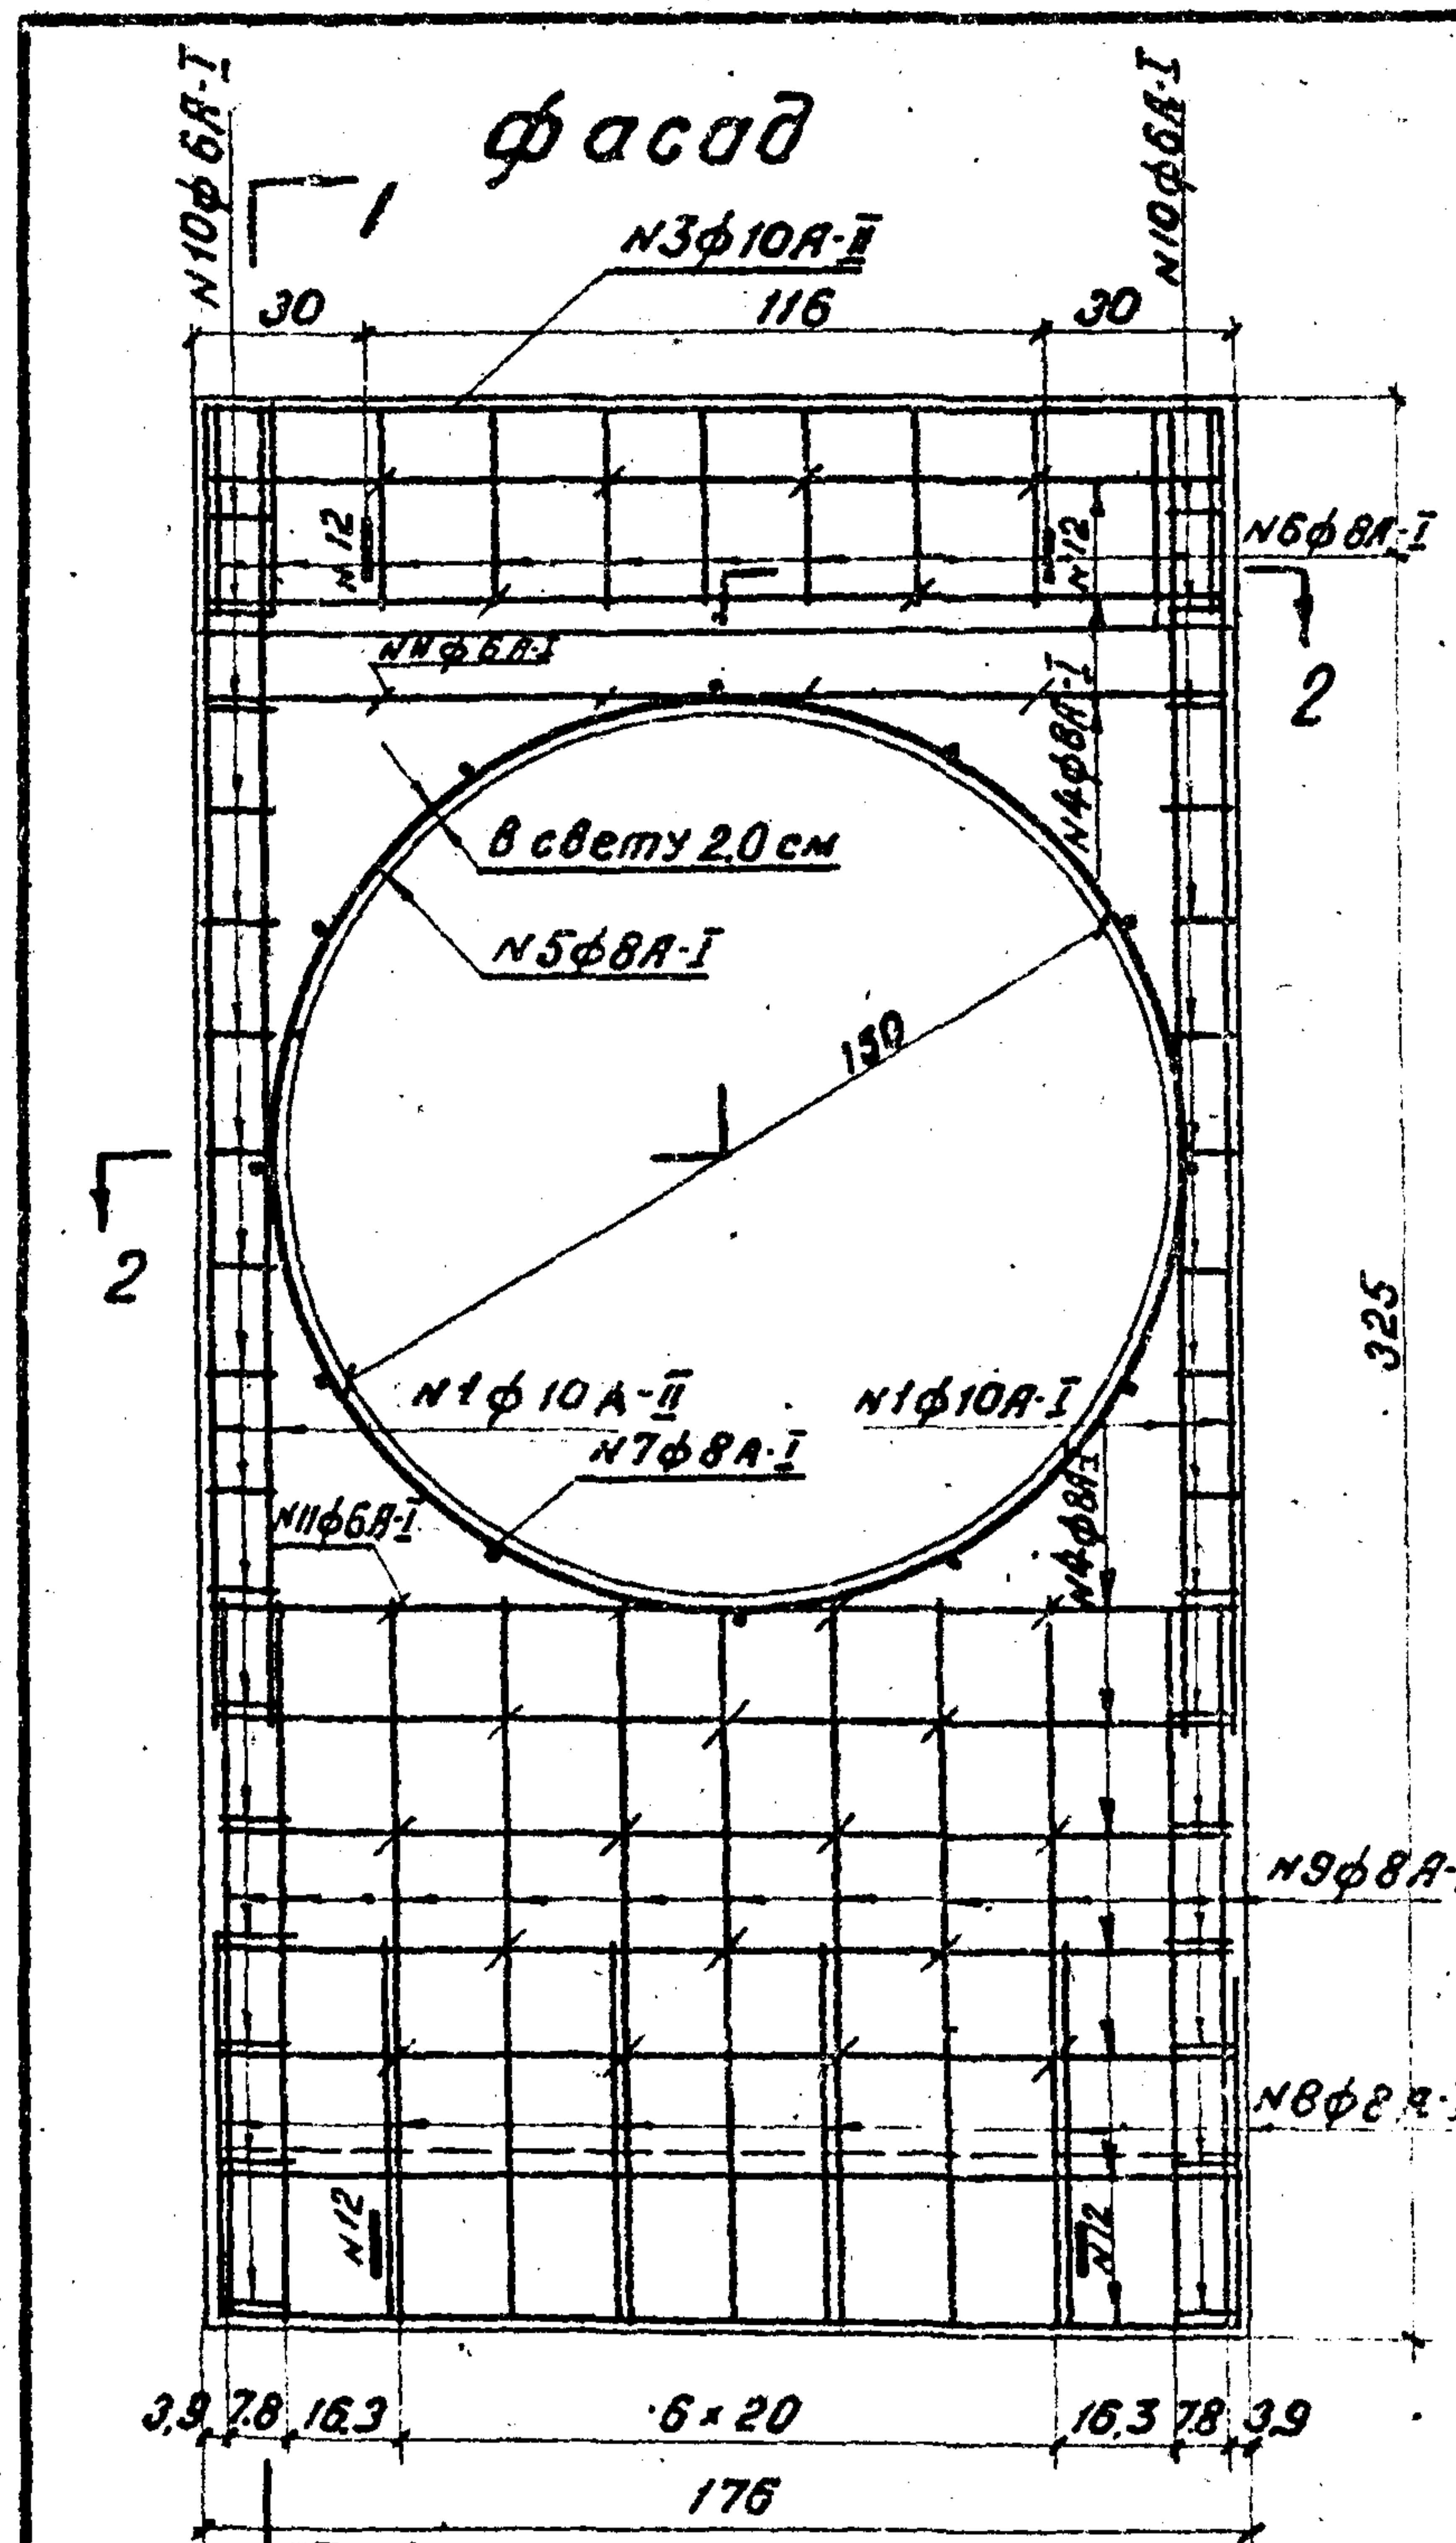 фасад
N10ф6А-I
N10ф6А-I
1
N3ф10А-II
30 116 30
N12
N12
N6ф8А-I
N11ф6А-I
2
N4ф8А-I
в свету 2.0 см
N5ф8А-I
150
2
325
N1ф10А-II
N1ф10А-I
N7ф8А-I
N11ф6А-I
N4ф8А-I
N9ф8А-
N8ф8А-
N12
N12
3,9 7.8 16.3 6×20 16.3 7.8 3.9
176